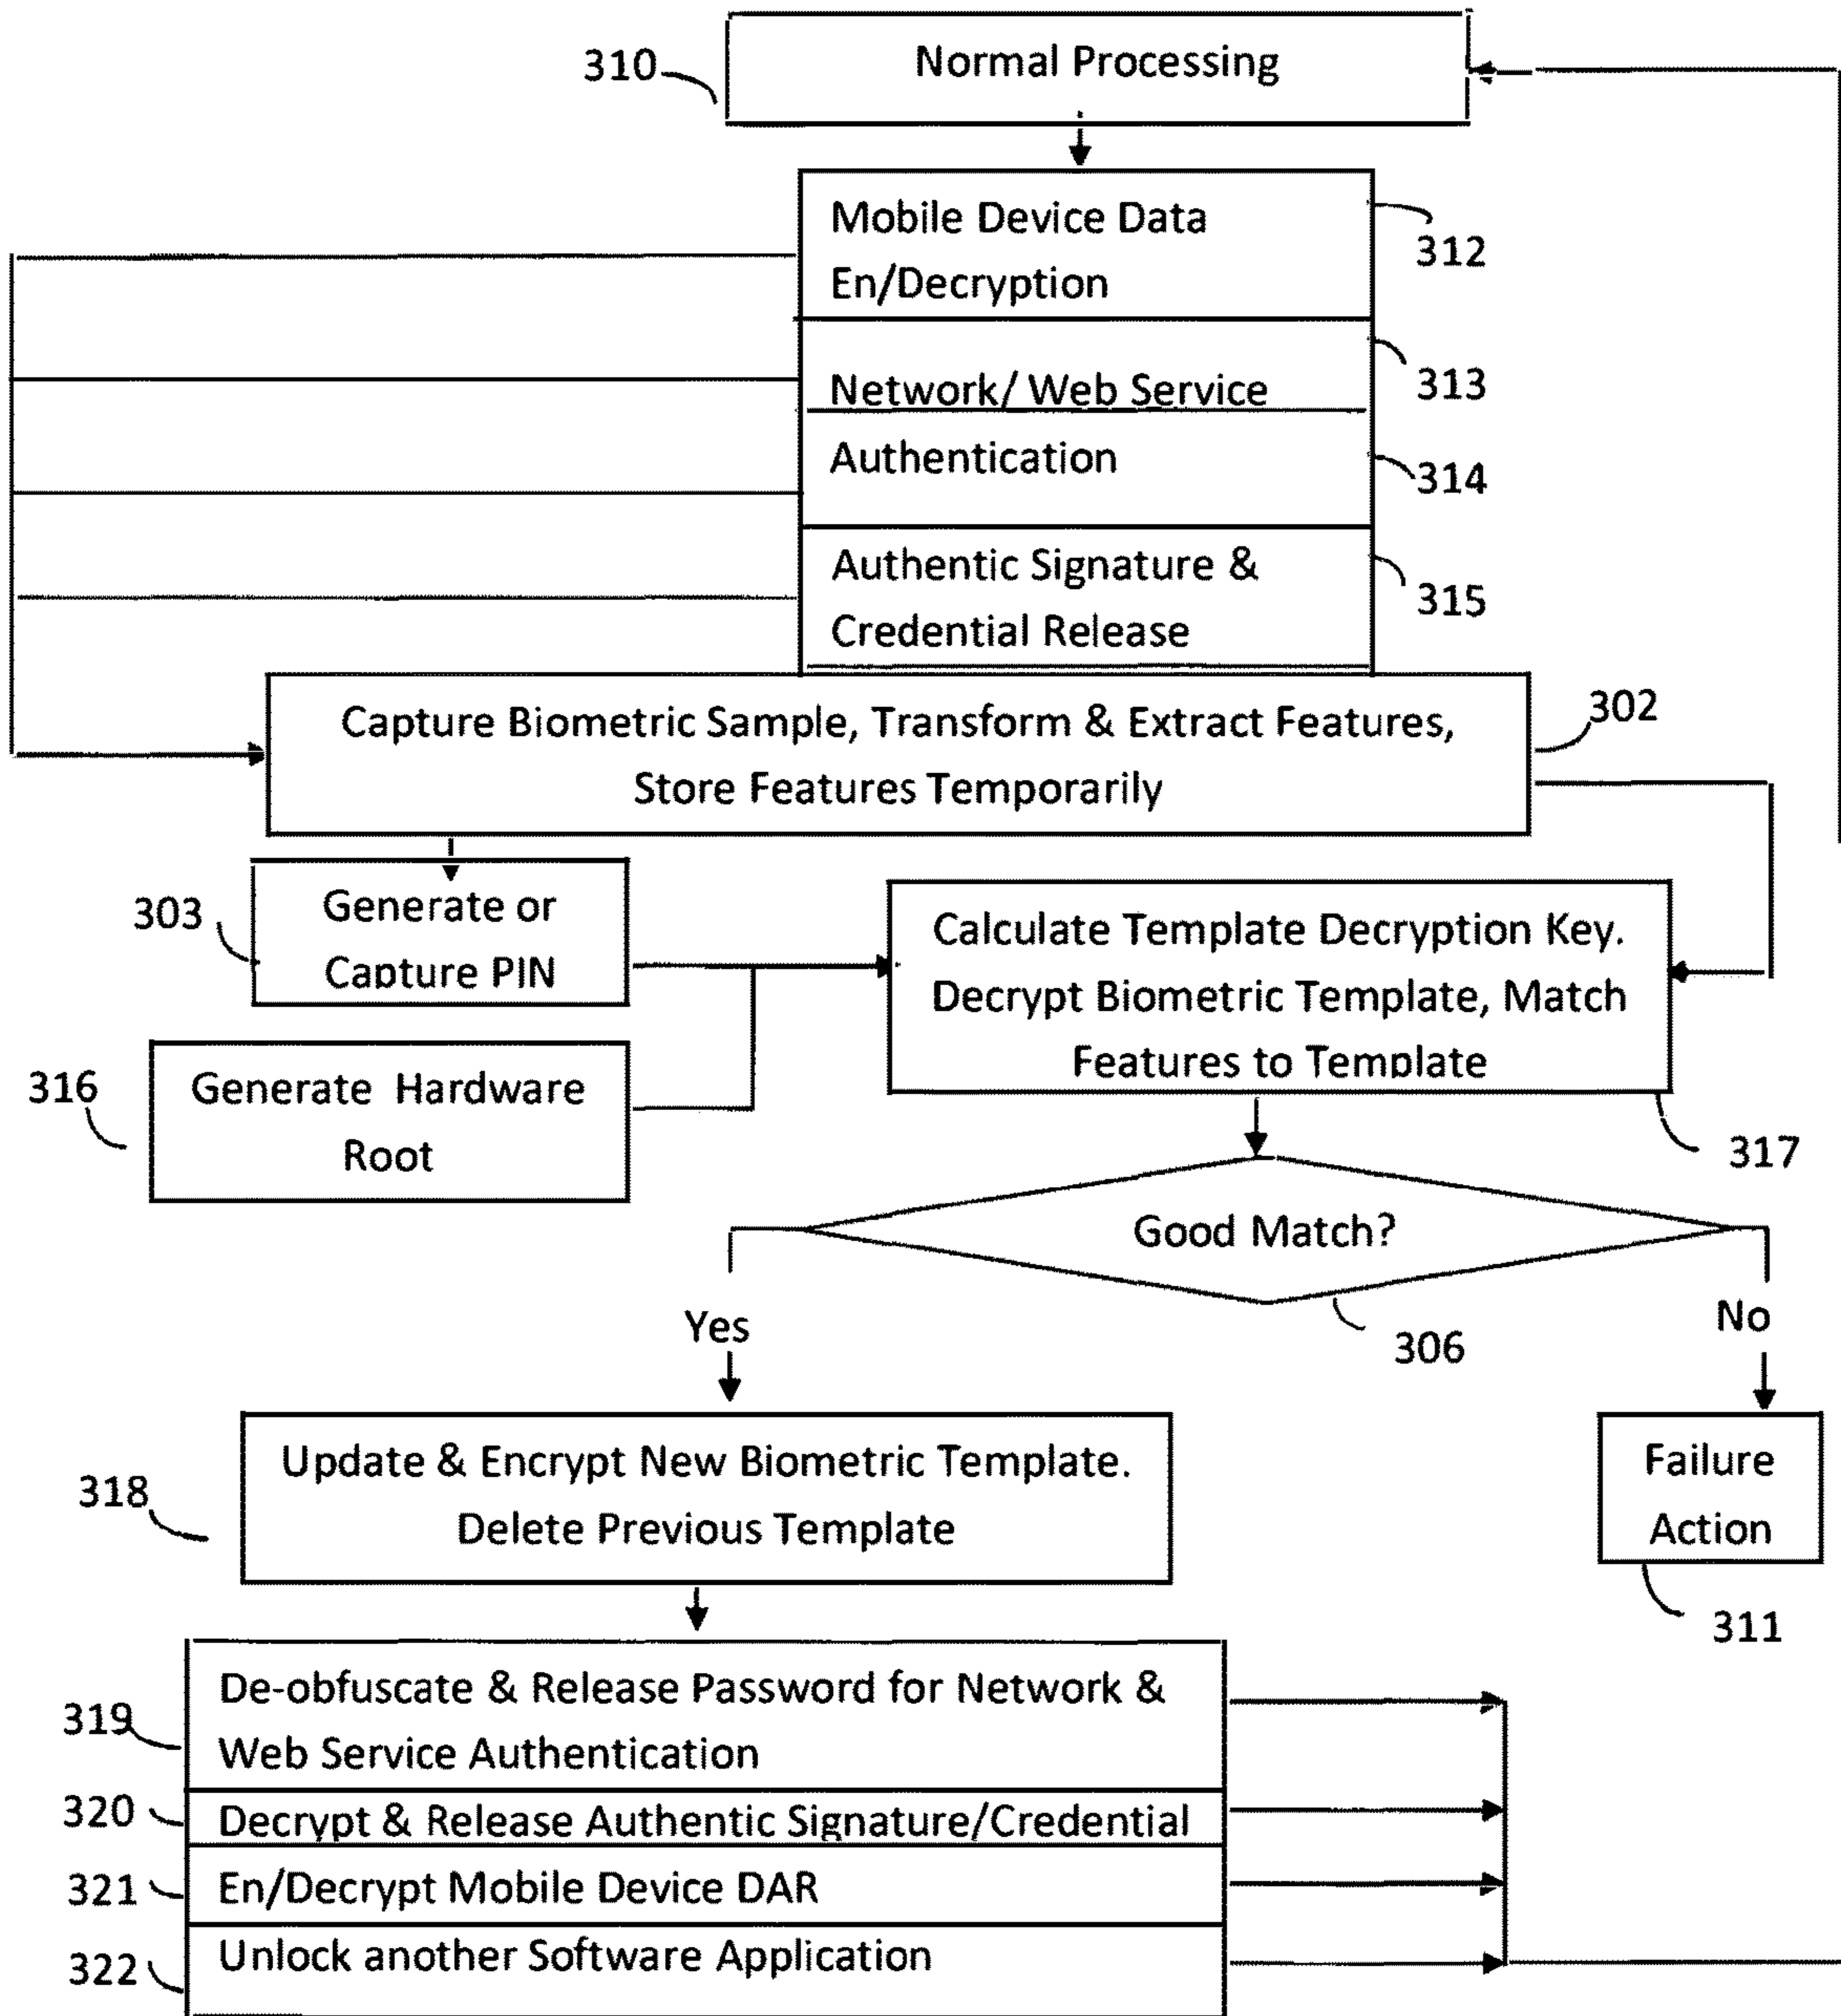 310
Normal Processing
Mobile Device Data
En/Decryption
312
Network/ Web Service
313
Authentication
314
Authentic Signature &
Credential Release
315
Capture Biometric Sample, Transform & Extract Features,
Store Features Temporarily
302
303
Generate or
Capture PIN
Calculate Template Decryption Key.
Decrypt Biometric Template, Match
Features to Template
316
Generate Hardware
Root
317
Good Match?
Yes
306
No
318
Update & Encrypt New Biometric Template.
Delete Previous Template
Failure
Action
311
319
De-obfuscate & Release Password for Network &
Web Service Authentication
320
Decrypt & Release Authentic Signature/Credential
321
En/Decrypt Mobile Device DAR
322
Unlock another Software Application